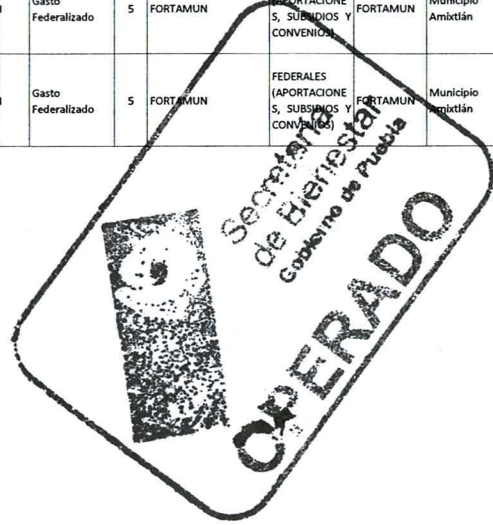 Gasto
Federalizado
5
FORTAMUN
(APORTACIONE
S, SUBSIDIOS Y
CONVENIOS)
FORTAMUN
Municipio
Amixtlán
Gasto
Federalizado
5
FORTAMUN
FEDERALES
(APORTACIONE
S, SUBSIDIOS Y
CONVENIOS)
FORTAMUN
Municipio
Amixtlán
Secretaría
de Bienestar
Gobierno de Puebla
OPERADO